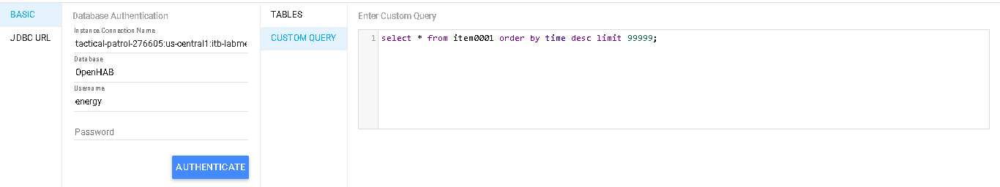 BASIC
JDBC URL
Database Authentication
Instance Connection Name
tactical-patrol-276605:us-central1:itb-labme
Database
OpenHAB
Username
energy
Password
AUTHENTICATE
TABLES
CUSTOM QUERY
Enter Custom Query
1 select * from item0001 order by time desc limit 99999;